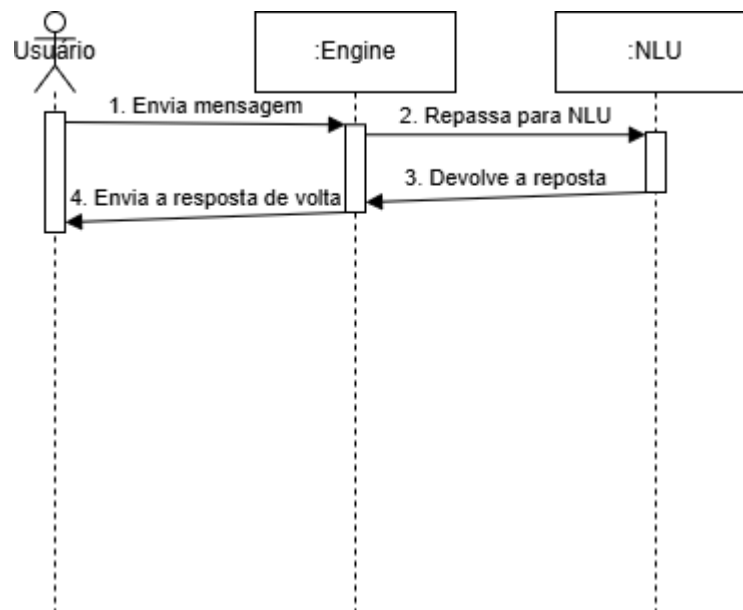 Usuário
:Engine
:NLU
1. Envia mensagem
2. Repassa para NLU
3. Devolve a reposta
4. Envia a resposta de volta